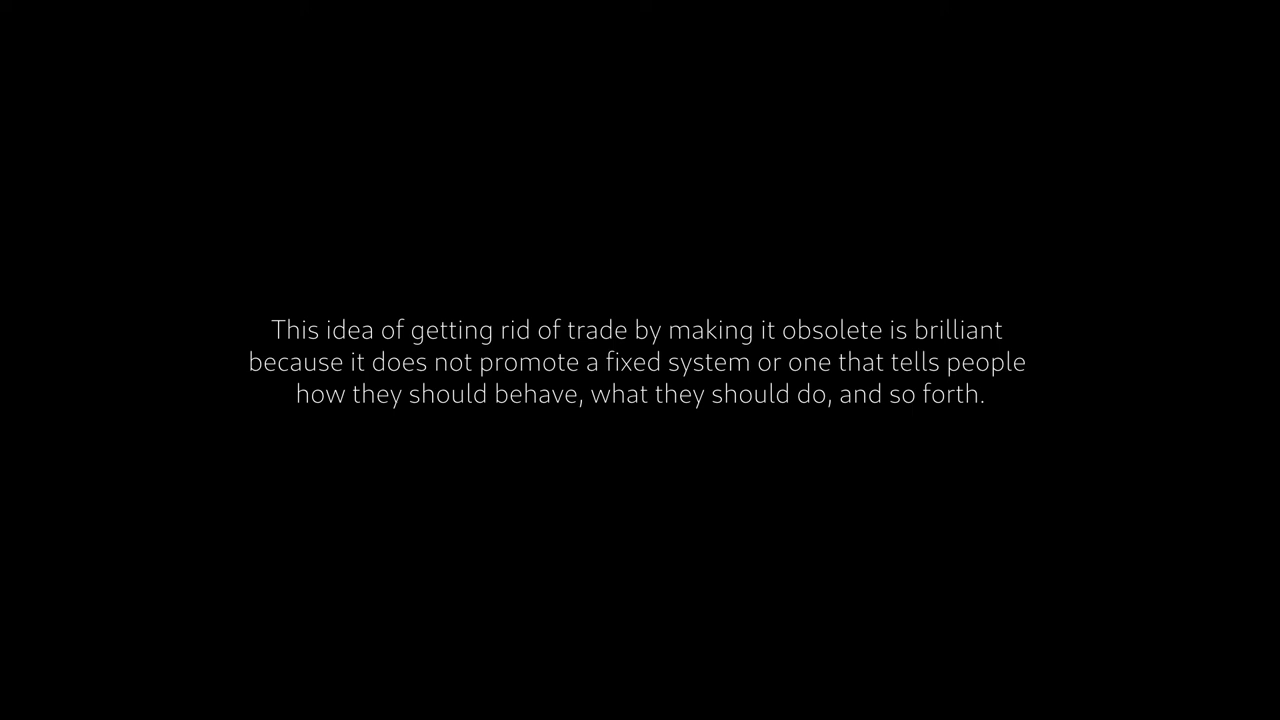 This idea of getting rid of trade by making it obsolete is brilliant
because it does not promote a fixed system or one that tells people
how they should behave, what they should do, and so forth.